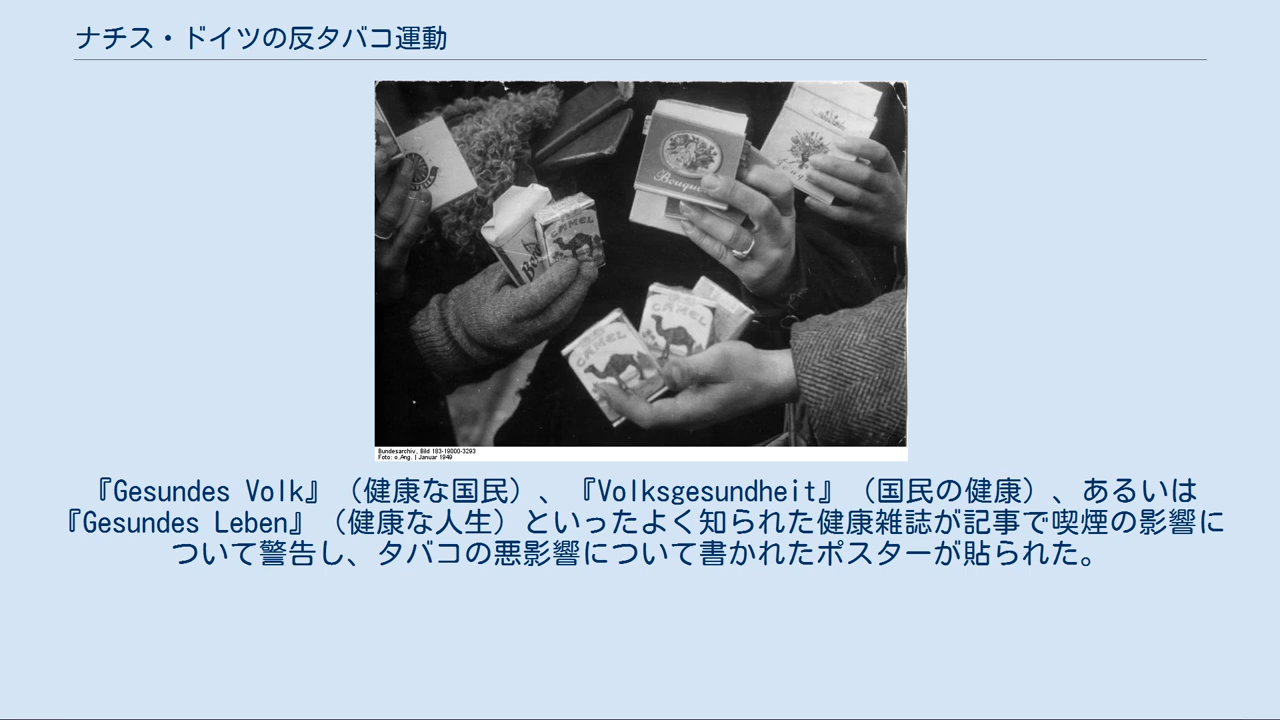 ナチス・ドイツの反タバコ運動
CAMEL
CAMEL
CAMEL
Bundesarchiv, Bild 183-19000-3293
Foto: o.Ang. | Januar 1949
『Gesundes Volk』（健康な国民）、『Volksgesundheit』（国民の健康）、あるいは
『Gesundes Leben』（健康な人生）といったよく知られた健康雑誌が記事で喫煙の影響に
ついて警告し、タバコの悪影響について書かれたポスターが貼られた。